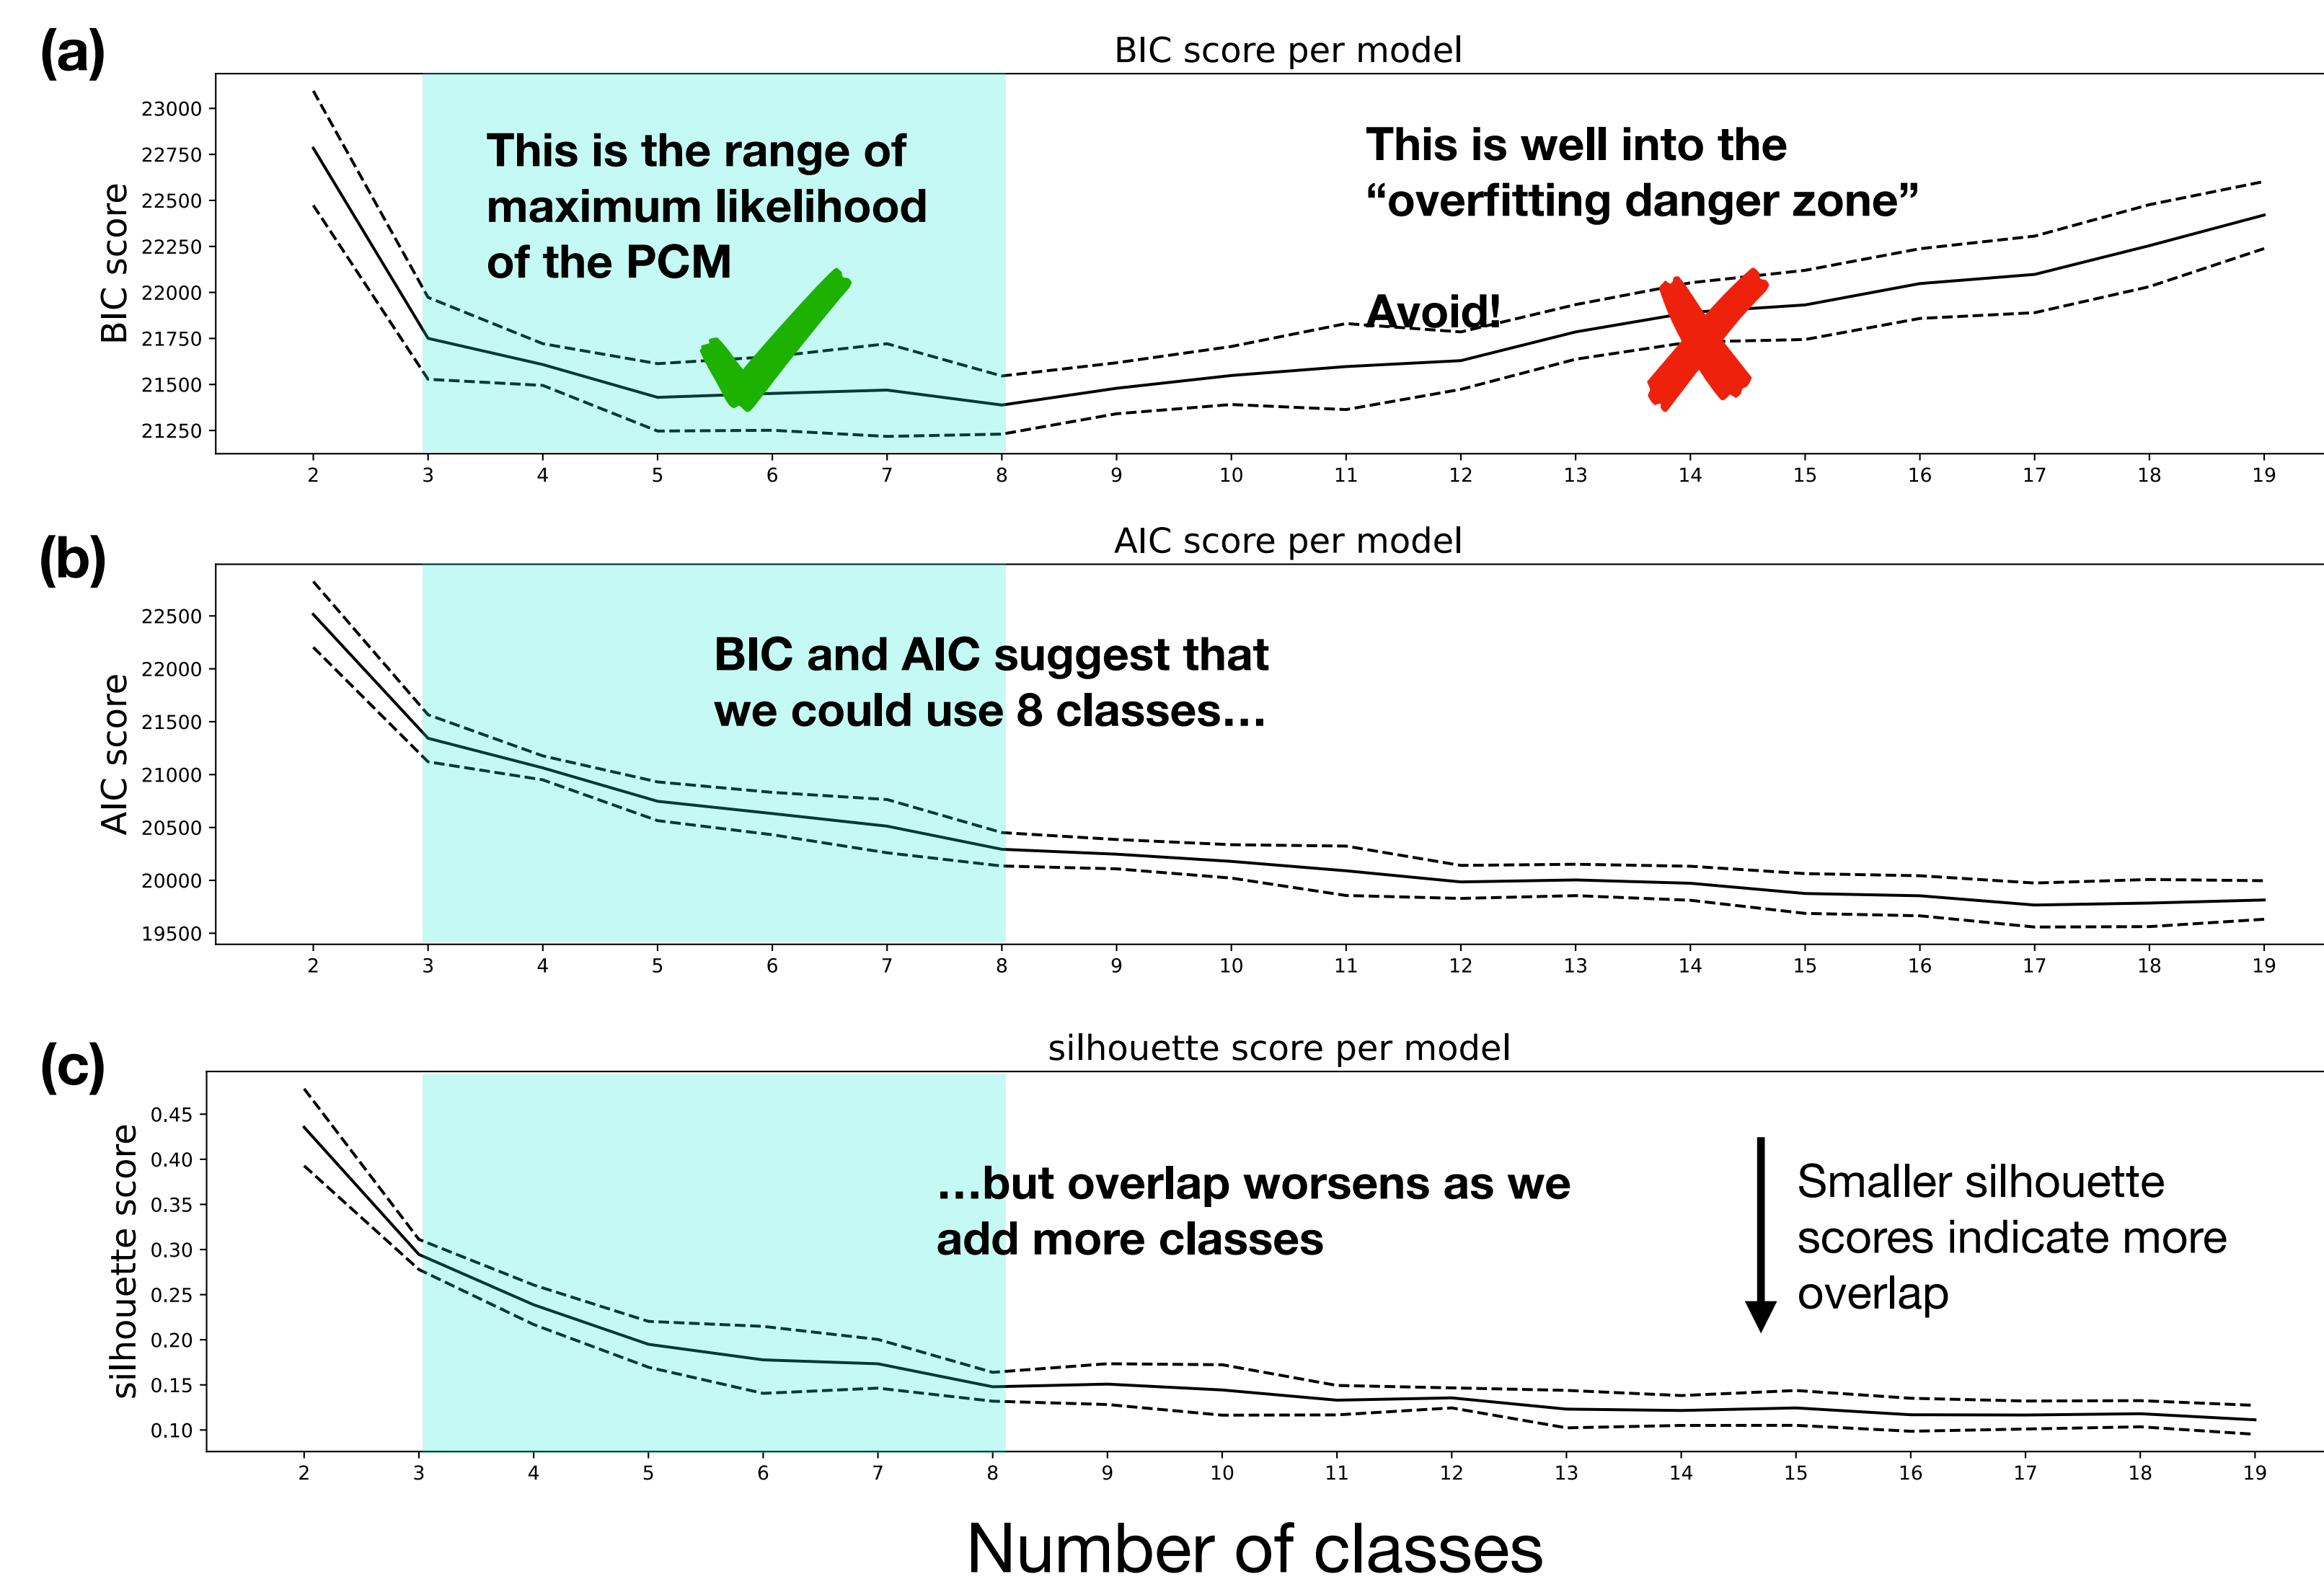 (a)
BIC score per model
BIC score
23000
22750
22500
22250
22000
21750
21500
21250
This is the range of
maximum likelihood
of the PCM
This is well into the
“overfitting danger zone”
Avoid!
2 3 4 5 6 7 8 9 10 11 12 13 14 15 16 17 18 19
(b)
AIC score per model
AIC score
22500
22000
21500
21000
20500
20000
19500
BIC and AIC suggest that
we could use 8 classes...
2 3 4 5 6 7 8 9 10 11 12 13 14 15 16 17 18 19
(c)
silhouette score per model
silhouette score
0.45
0.40
0.35
0.30
0.25
0.20
0.15
0.10
...but overlap worsens as we
add more classes
Smaller silhouette
scores indicate more
overlap
2 3 4 5 6 7 8 9 10 11 12 13 14 15 16 17 18 19
Number of classes